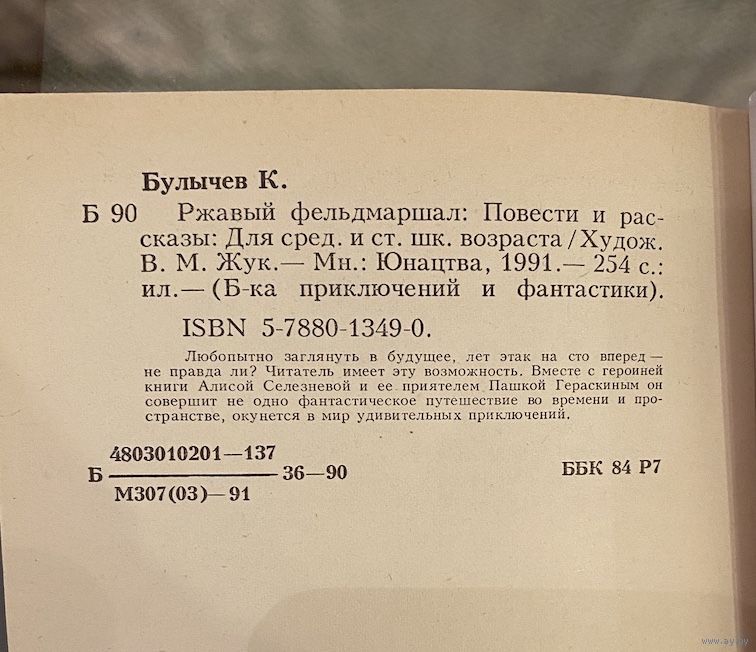 Булычев К.
Б 90 Ржавый фельдмаршал: Повести и рас-
сказы: Для сред. и ст. шк. возраста / Худож.
В. М. Жук.— Мн.: Юнацтва, 1991.— 254 с.:
ил.— (Б-ка приключений и фантастики).
ISBN 5-7880-1349-0.
Любопытно заглянуть в будущее, лет этак на сто вперед —
не правда ли? Читатель имеет эту возможность. Вместе с героиней
книги Алисой Селезневой и ее приятелем Пашкой Гераскиным он
совершит не одно фантастическое путешествие во времени и про-
странстве, окунется в мир удивительных приключений.
4803010201—137
Б 36—90
М307(03)—91
ББК 84 Р7
www.ay.by